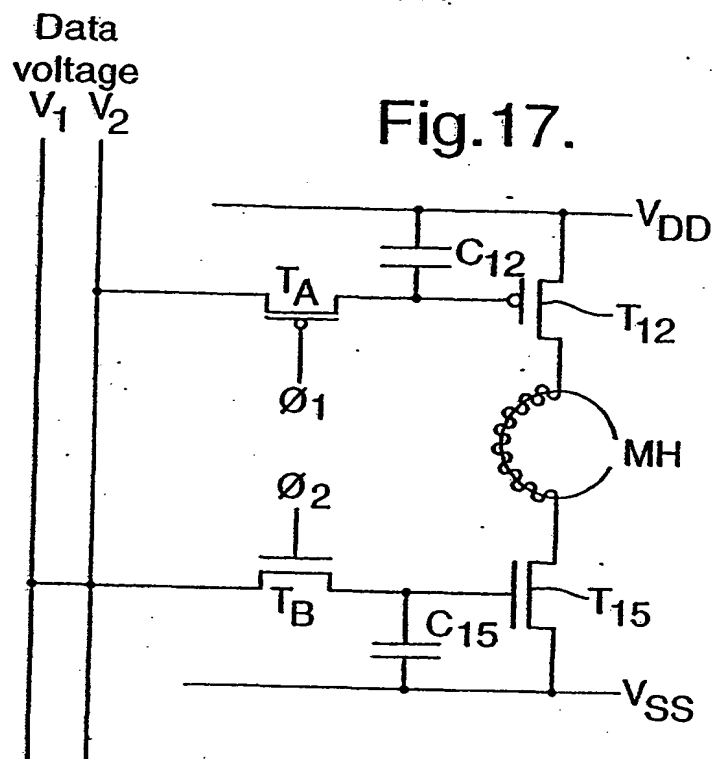 Data
voltage
V1 V2
Fig.17.
VDD
C12
TA
T12
Ø1
MH
Ø2
TB
T15
C15
VSS